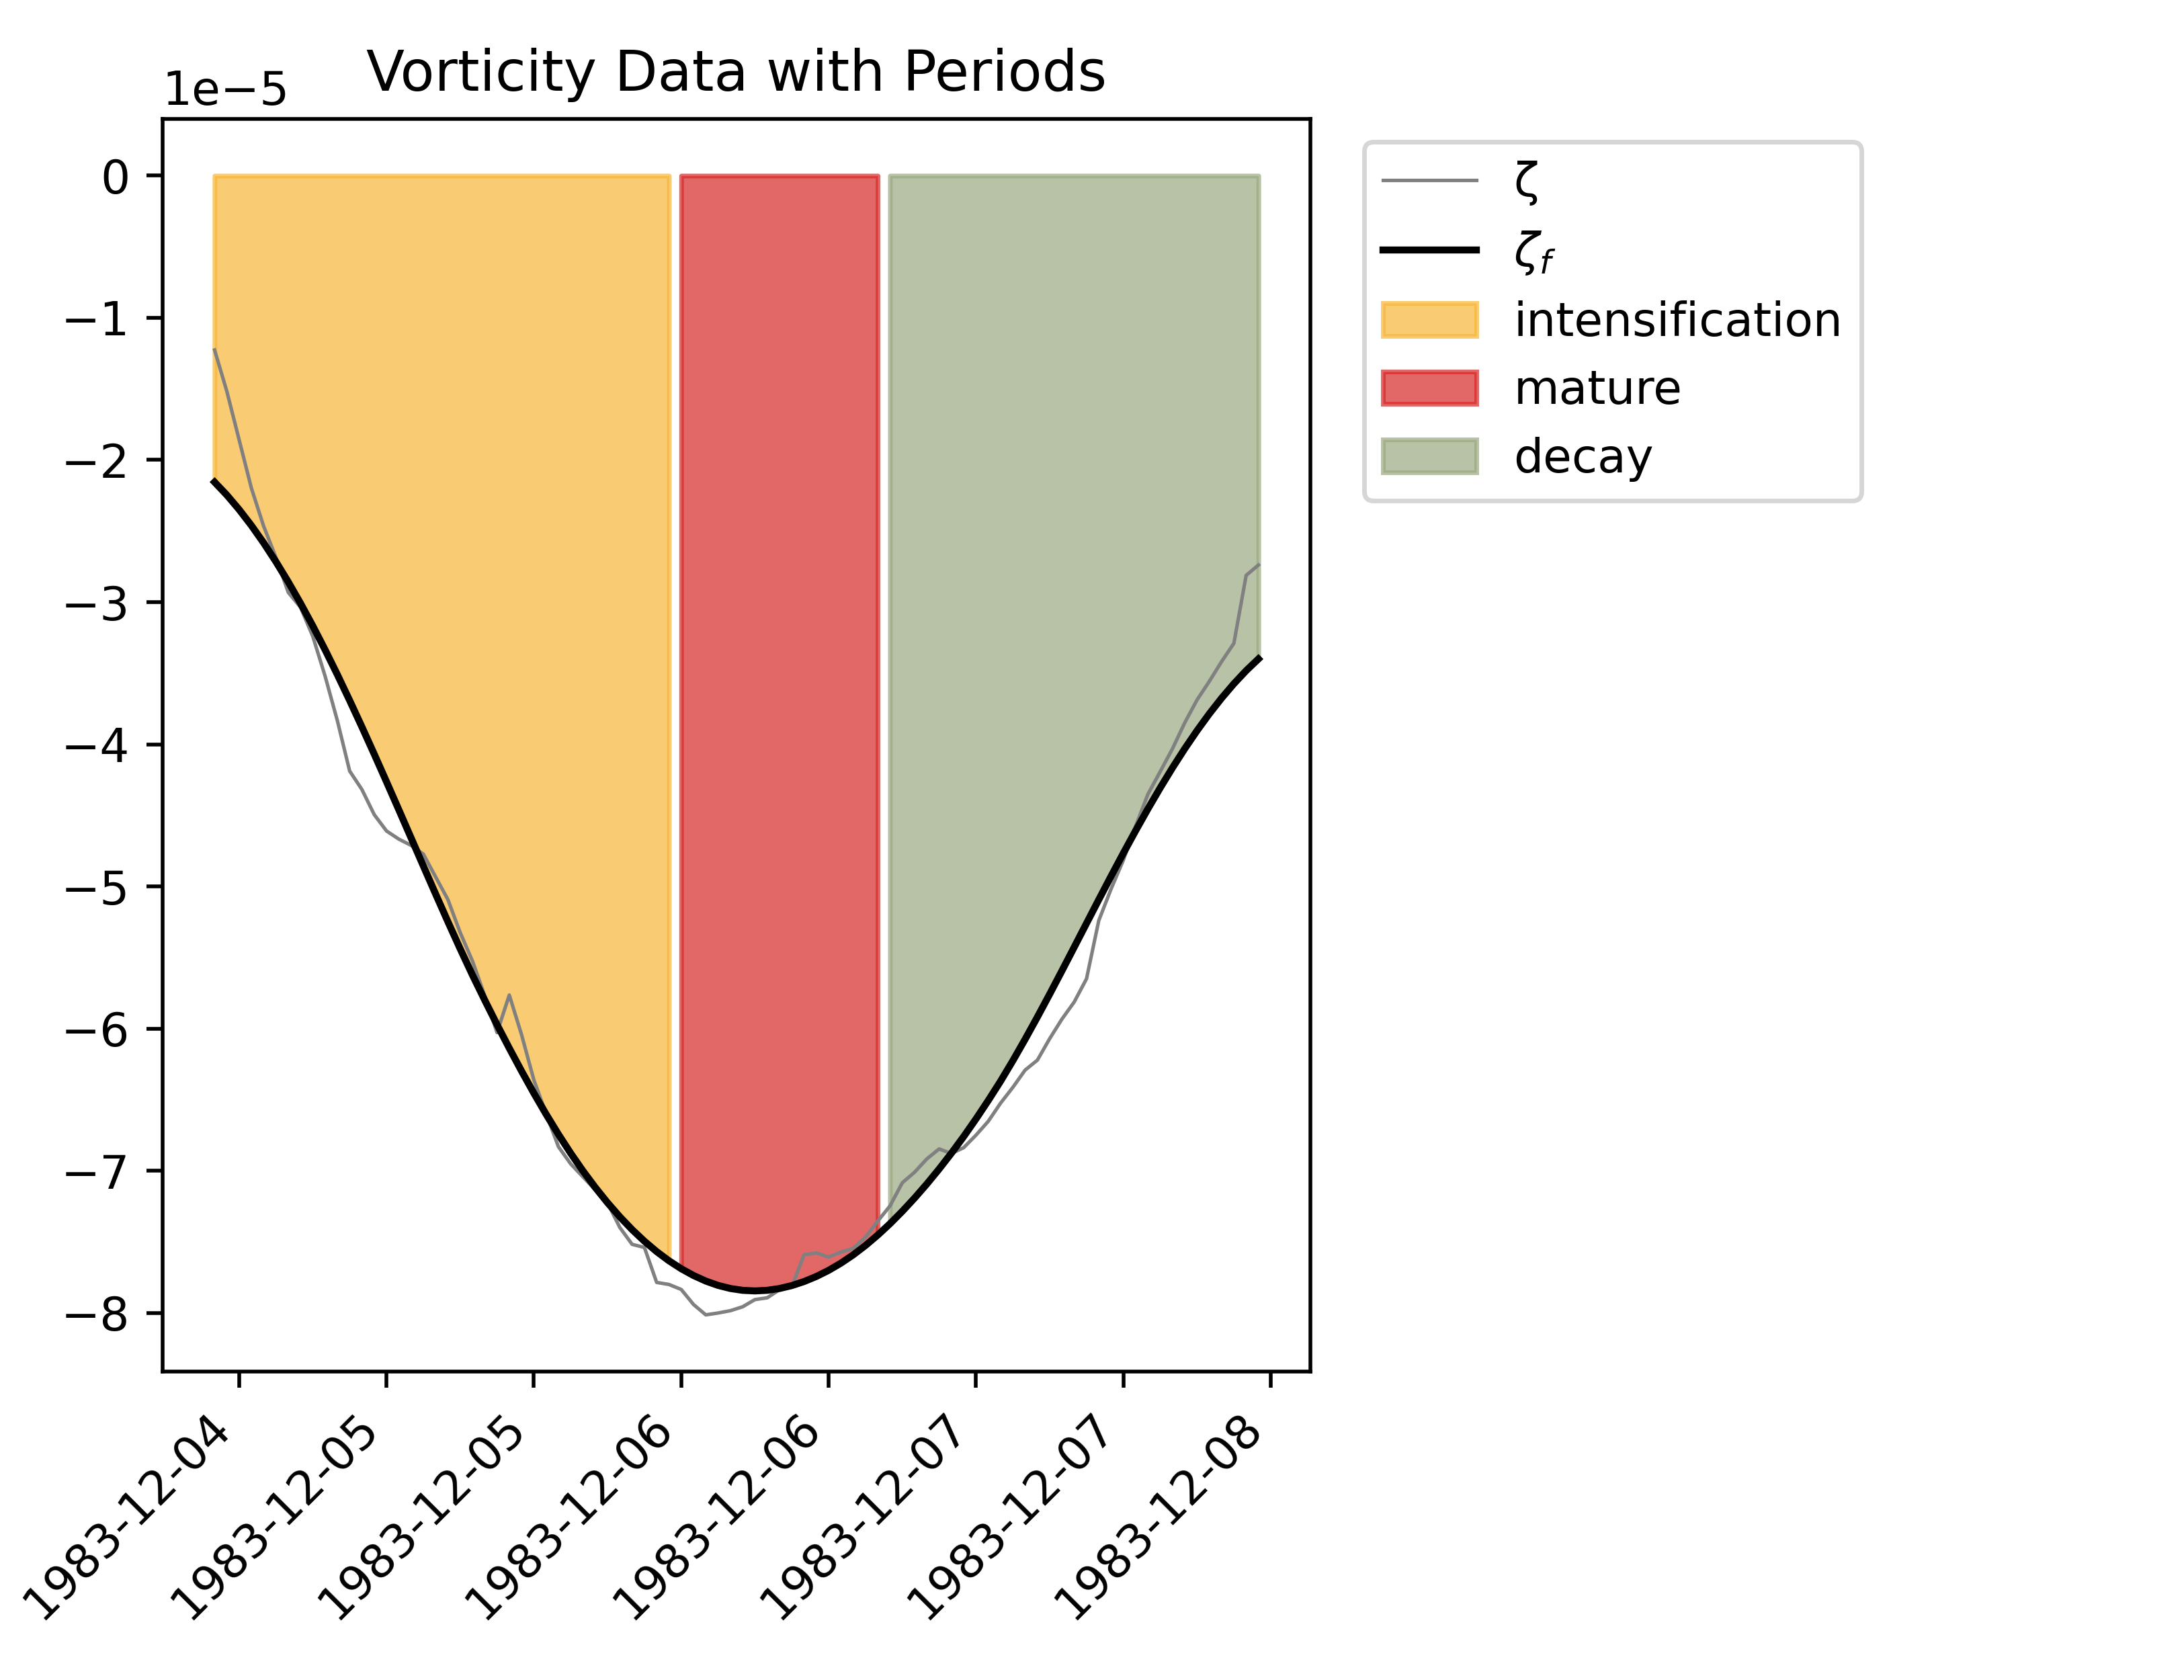 Vorticity Data with Periods
1e−5
0
−1
−2
−3
−4
−5
−6
−7
−8
1983-12-04
1983-12-05
1983-12-05
1983-12-06
1983-12-06
1983-12-07
1983-12-07
1983-12-08
ζ
ζf
intensification
mature
decay